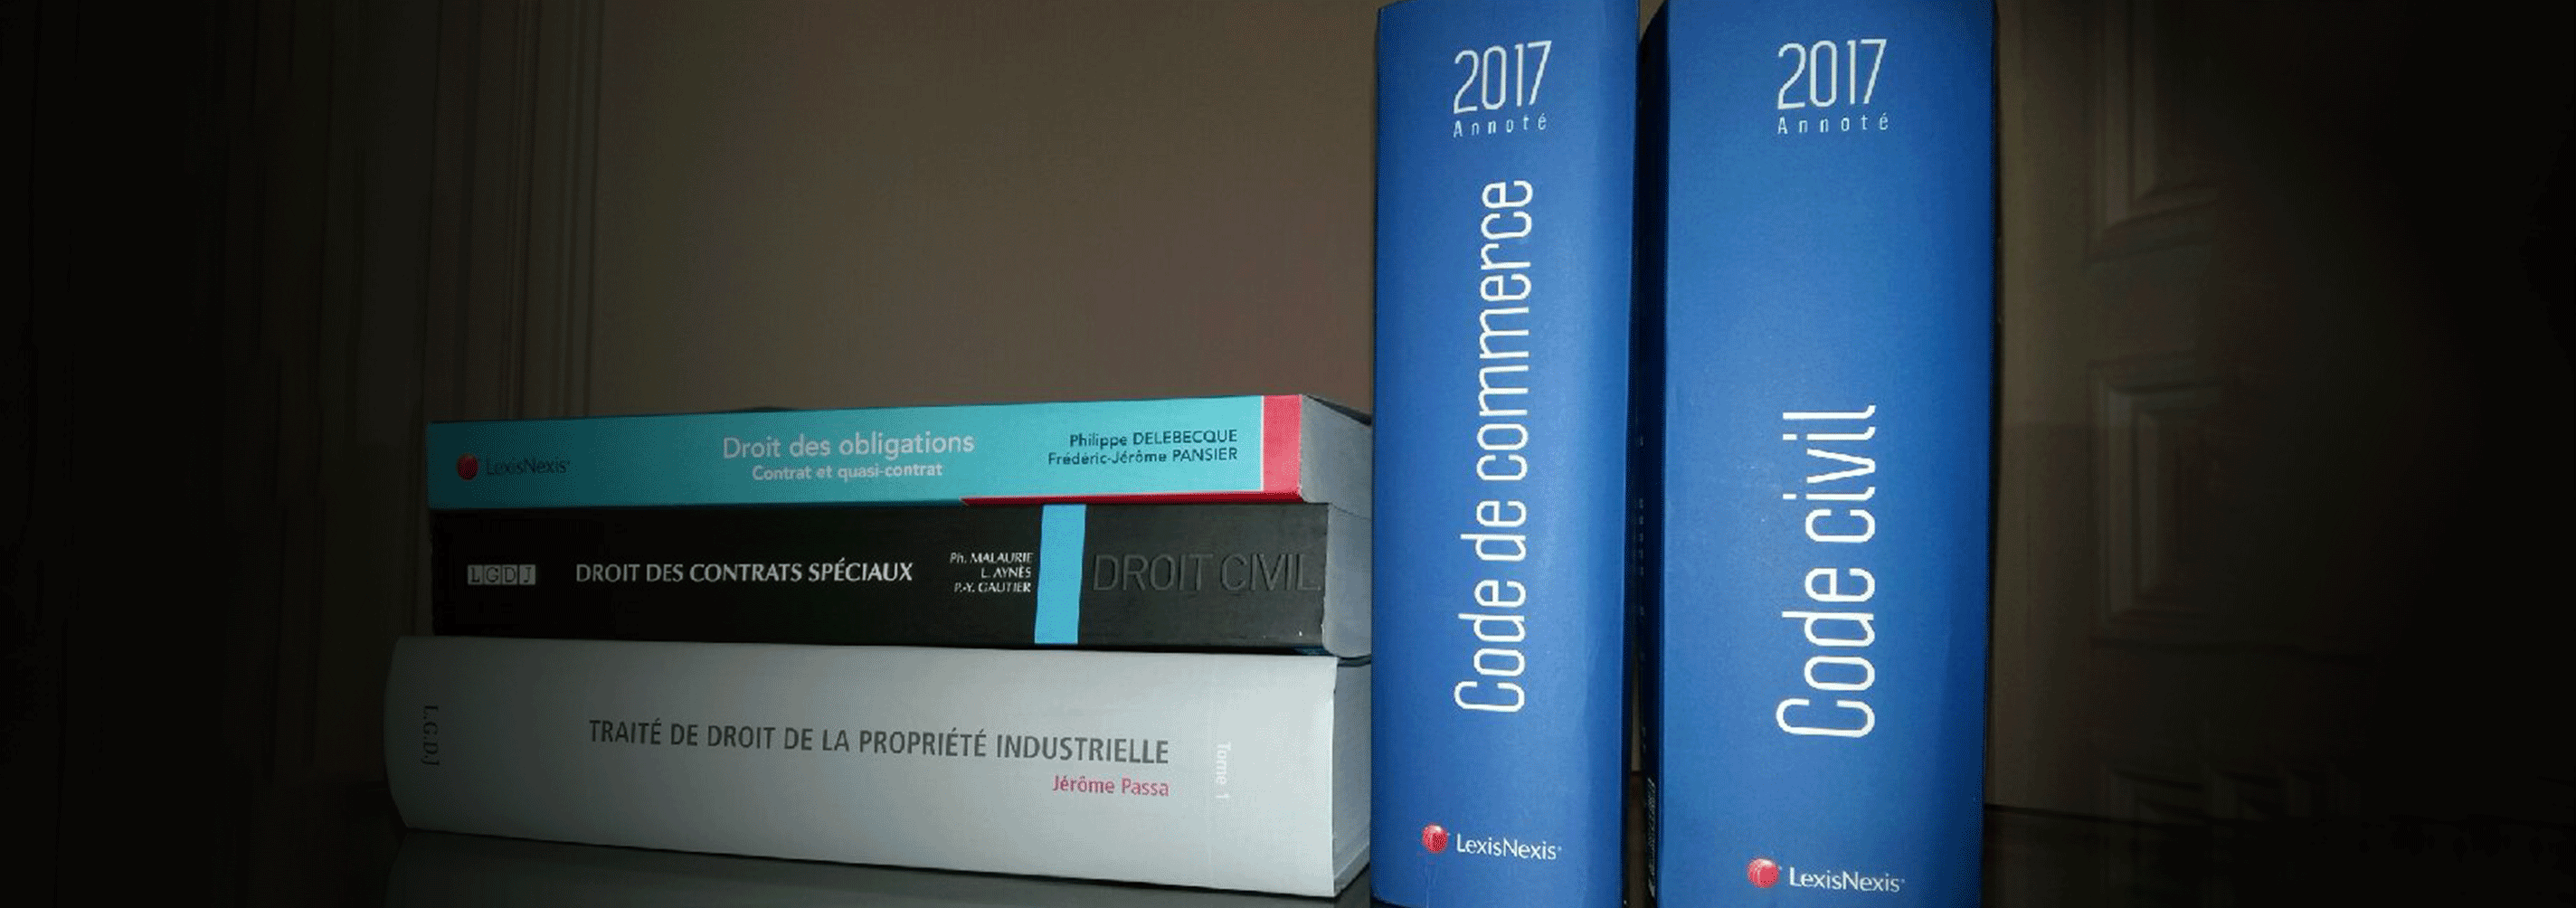 LexisNexis
Droit des obligations
Contrat et quasi-contrat
Philippe DELEBECQUE
Frédéric-Jérôme PANSIER
LGDJ
DROIT DES CONTRATS SPÉCIAUX
Ph. MALAURIE
L. AYNÈS
P.-Y. GAUTIER
DROIT CIVIL
L.G.D.J
TRAITÉ DE DROIT DE LA PROPRIÉTÉ INDUSTRIELLE
Jérôme Passa
Tome 1
2017
Annoté
Code de commerce
LexisNexis
2017
Annoté
Code civil
LexisNexis